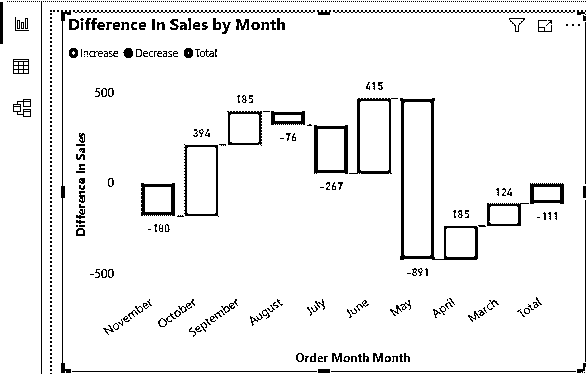 Difference In Sales by Month
Increase Decrease Total
Difference In Sales
500
0
-500
-180
394
185
-76
-267
415
-891
185
124
-111
November
October
September
August
July
June
May
April
March
Total
Order Month Month